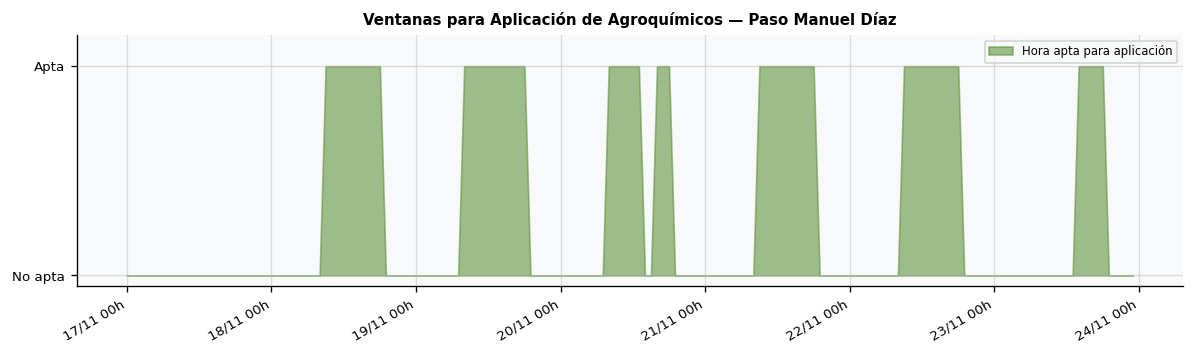 Ventanas para Aplicación de Agroquímicos — Paso Manuel Díaz
Hora apta para aplicación
Apta
No apta
17/11 00h
18/11 00h
19/11 00h
20/11 00h
21/11 00h
22/11 00h
23/11 00h
24/11 00h